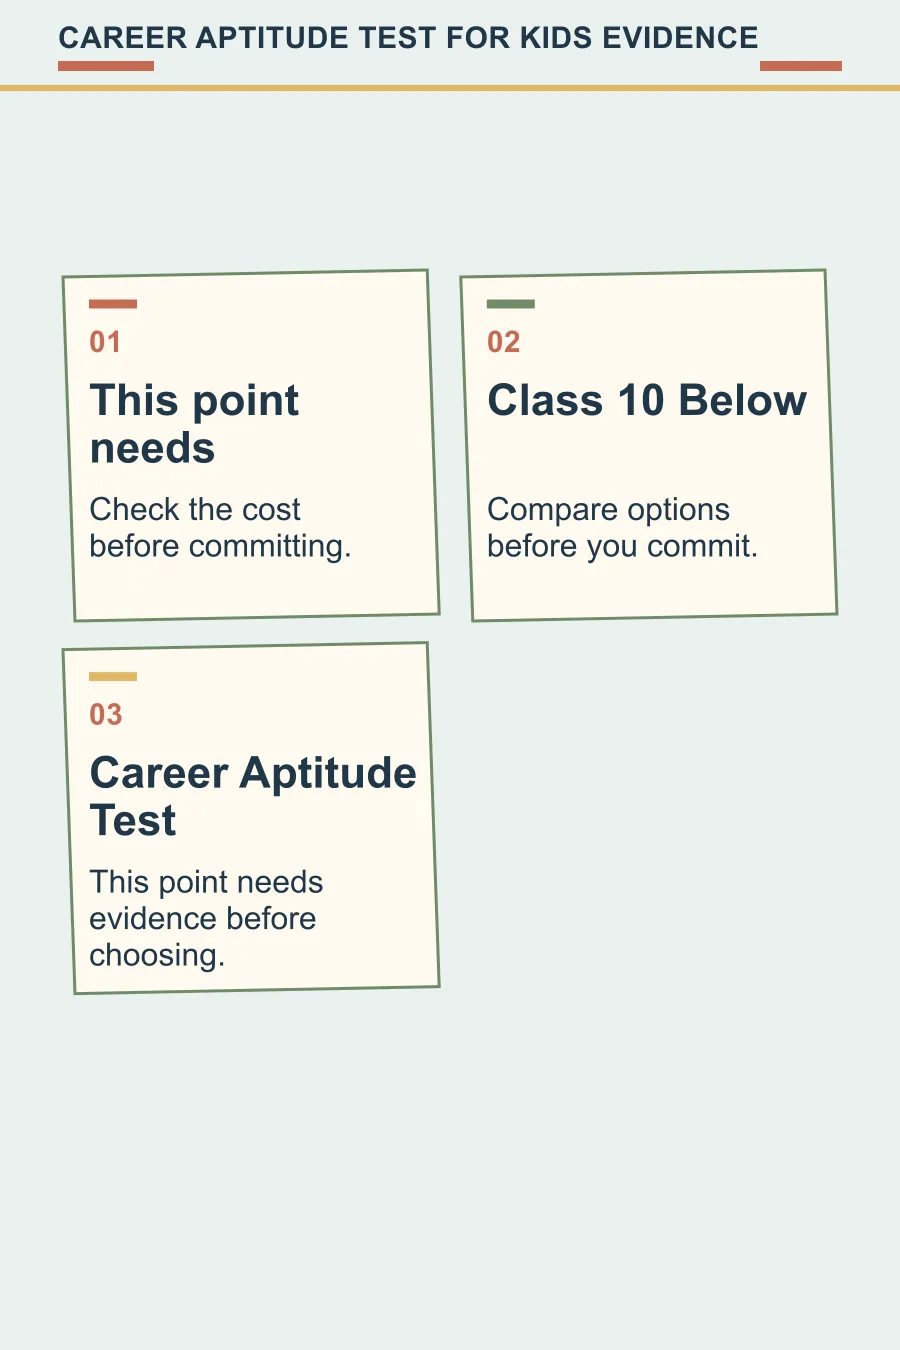 CAREER APTITUDE TEST FOR KIDS EVIDENCE
01
This point
needs
Check the cost
before committing.
02
Class 10 Below
Compare options
before you commit.
03
Career Aptitude
Test
This point needs
evidence before
choosing.